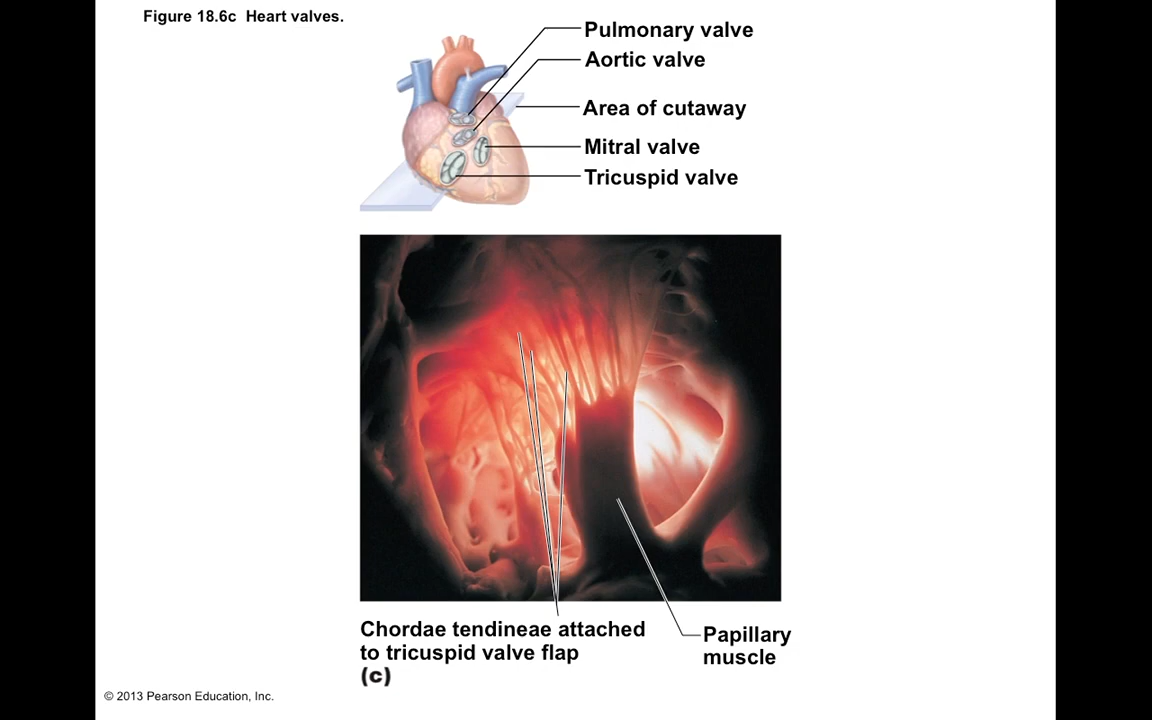 Figure 18.6c  Heart valves.
Pulmonary valve
Aortic valve
Area of cutaway
Mitral valve
Tricuspid valve
Chordae tendineae attached
to tricuspid valve flap
Papillary
muscle
(c)
© 2013 Pearson Education, Inc.